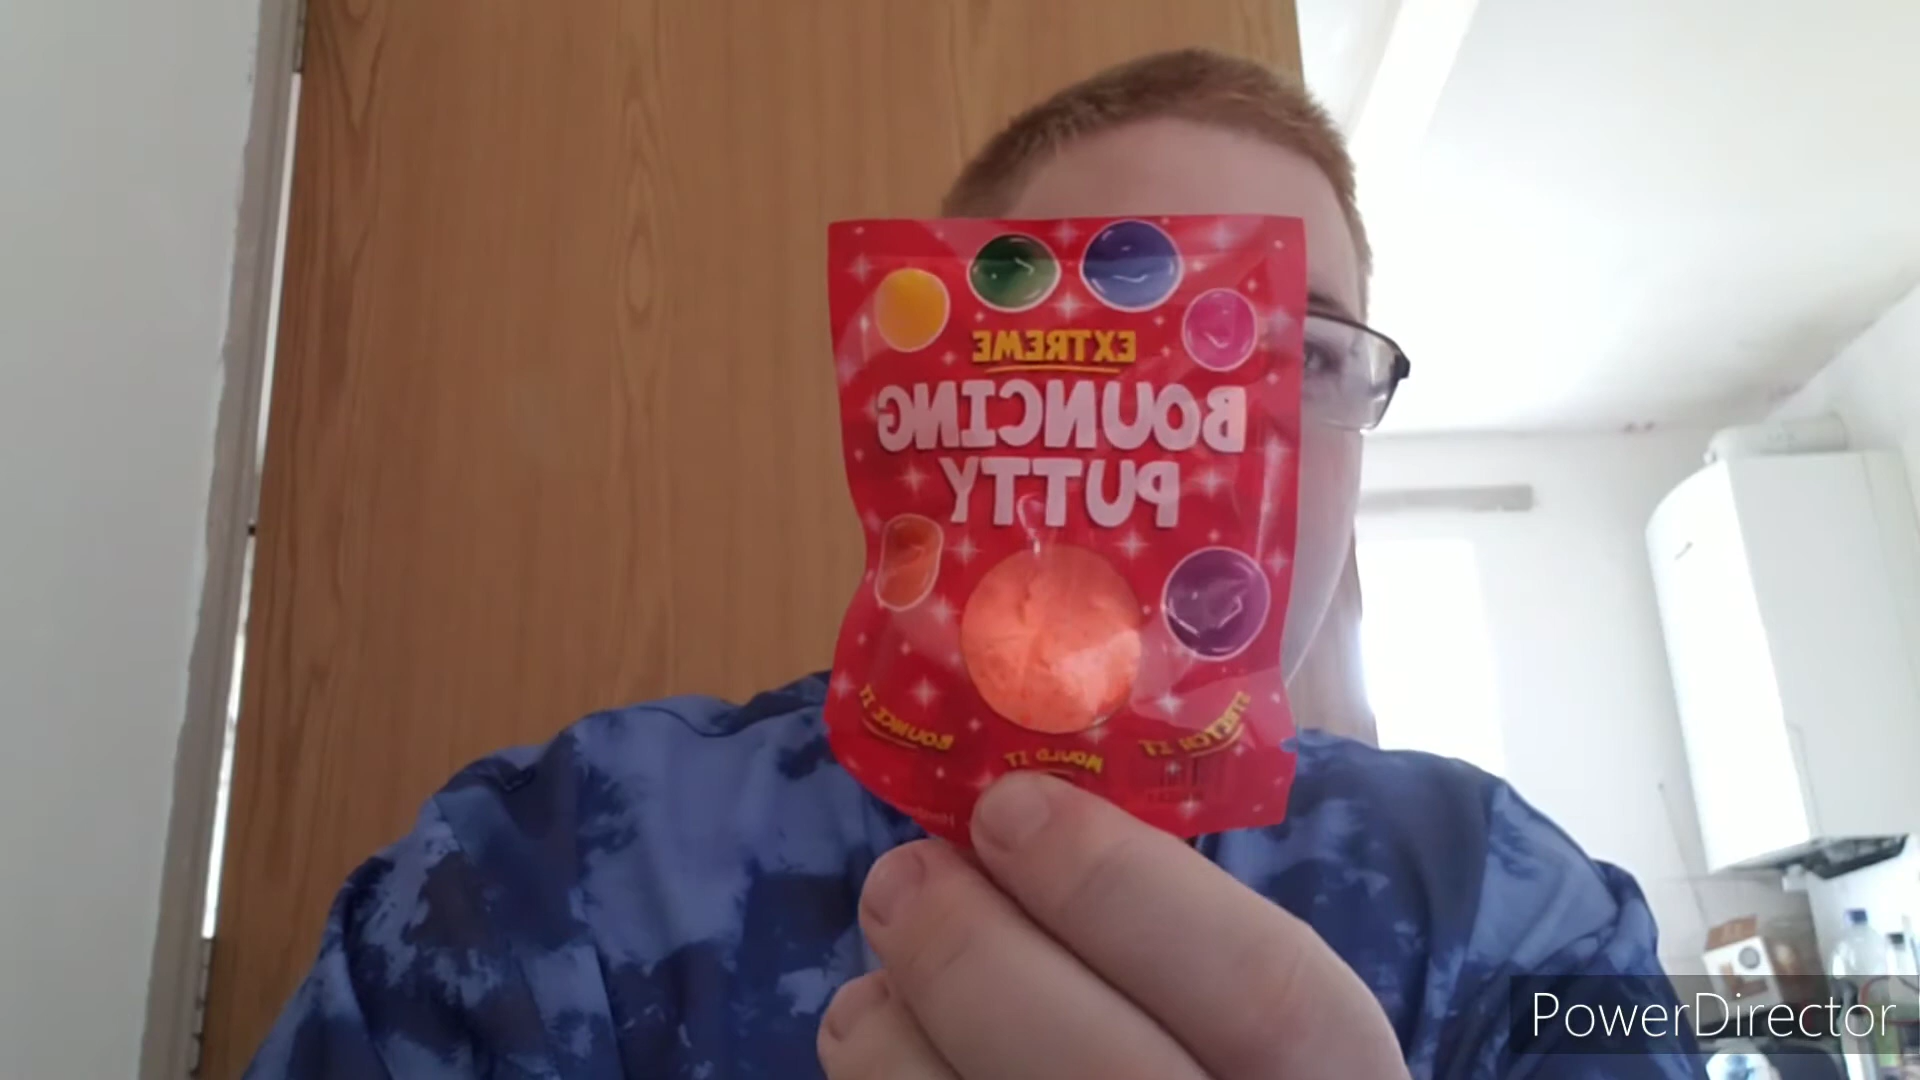 EXTREME
BOUNCING
PUTTY
BOUNCE IT
MOULD IT
STRETCH IT
PowerDirector